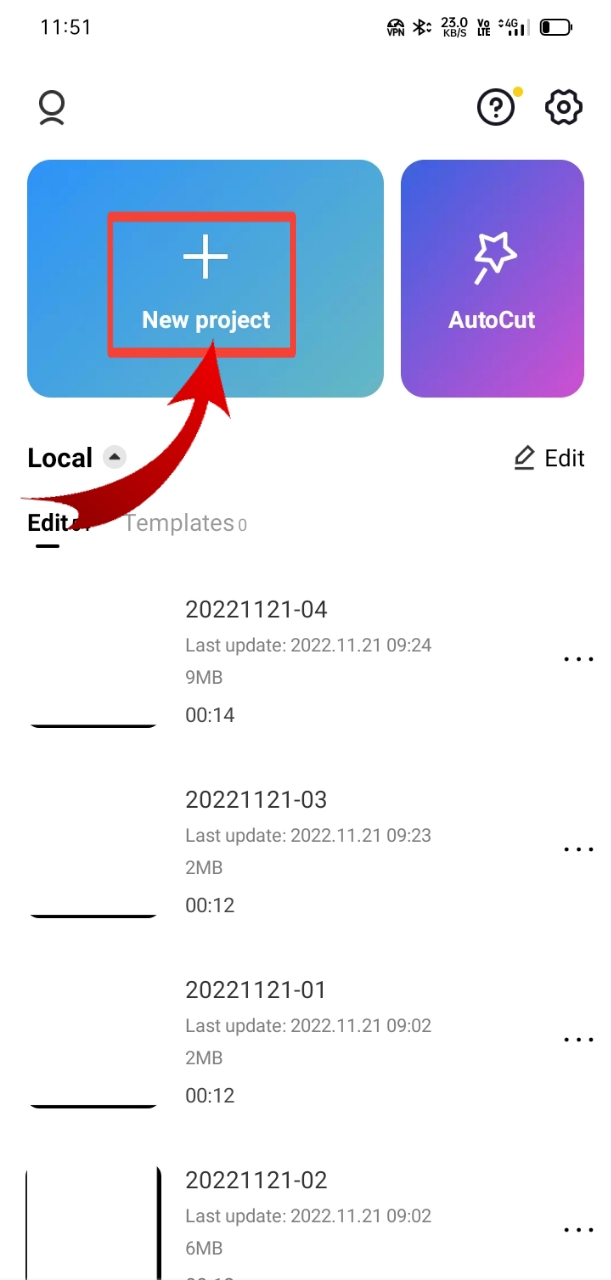 11:51
VPN 23.0 KB/S Vo LTE 4G
New project
AutoCut
Local
Edit
Edit
Templates 0
20221121-04
Last update: 2022.11.21 09:24
9MB
00:14
20221121-03
Last update: 2022.11.21 09:23
2MB
00:12
20221121-01
Last update: 2022.11.21 09:02
2MB
00:12
20221121-02
Last update: 2022.11.21 09:02
6MB